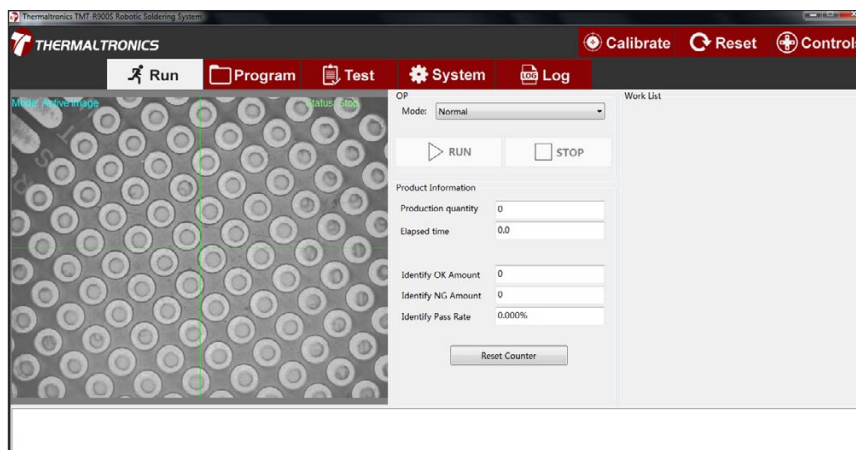 Thermaltronics TMT-R9000S Robotic Soldering System
THERMALTRONICS
Calibrate
Reset
Controls
Run
Program
Test
System
LOG
Log
Mode: Active Image
Status: Stop
OP
Mode: Normal
RUN
STOP
Work List
Product Information
Production quantity 0
Elapsed time 0.0
Identify OK Amount 0
Identify NG Amount 0
Identify Pass Rate 0.000%
Reset Counter